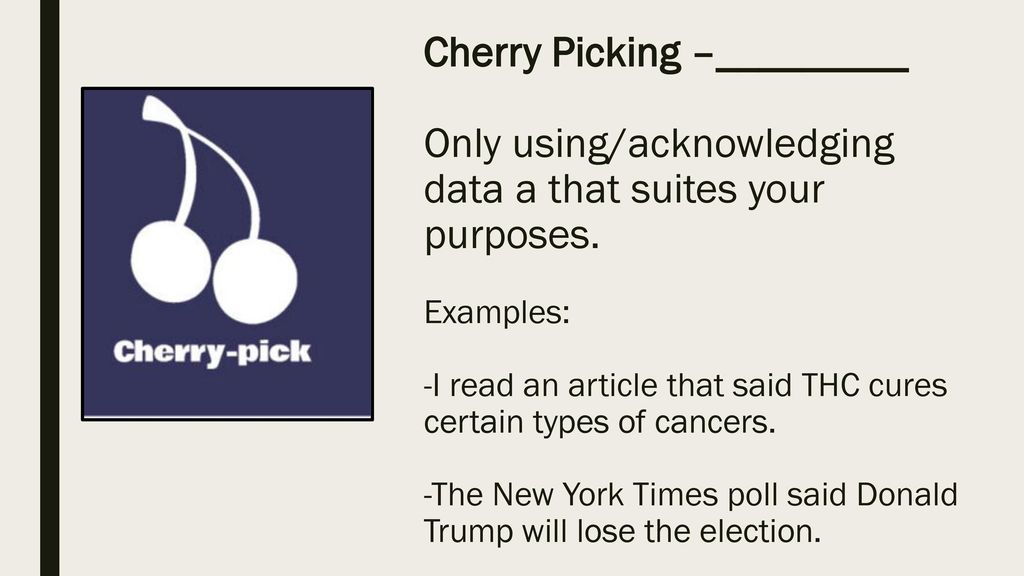 Cherry Picking –_________
Only using/acknowledging
data a that suites your
purposes.
Examples:
-I read an article that said THC cures
certain types of cancers.
-The New York Times poll said Donald
Trump will lose the election.
Cherry-pick